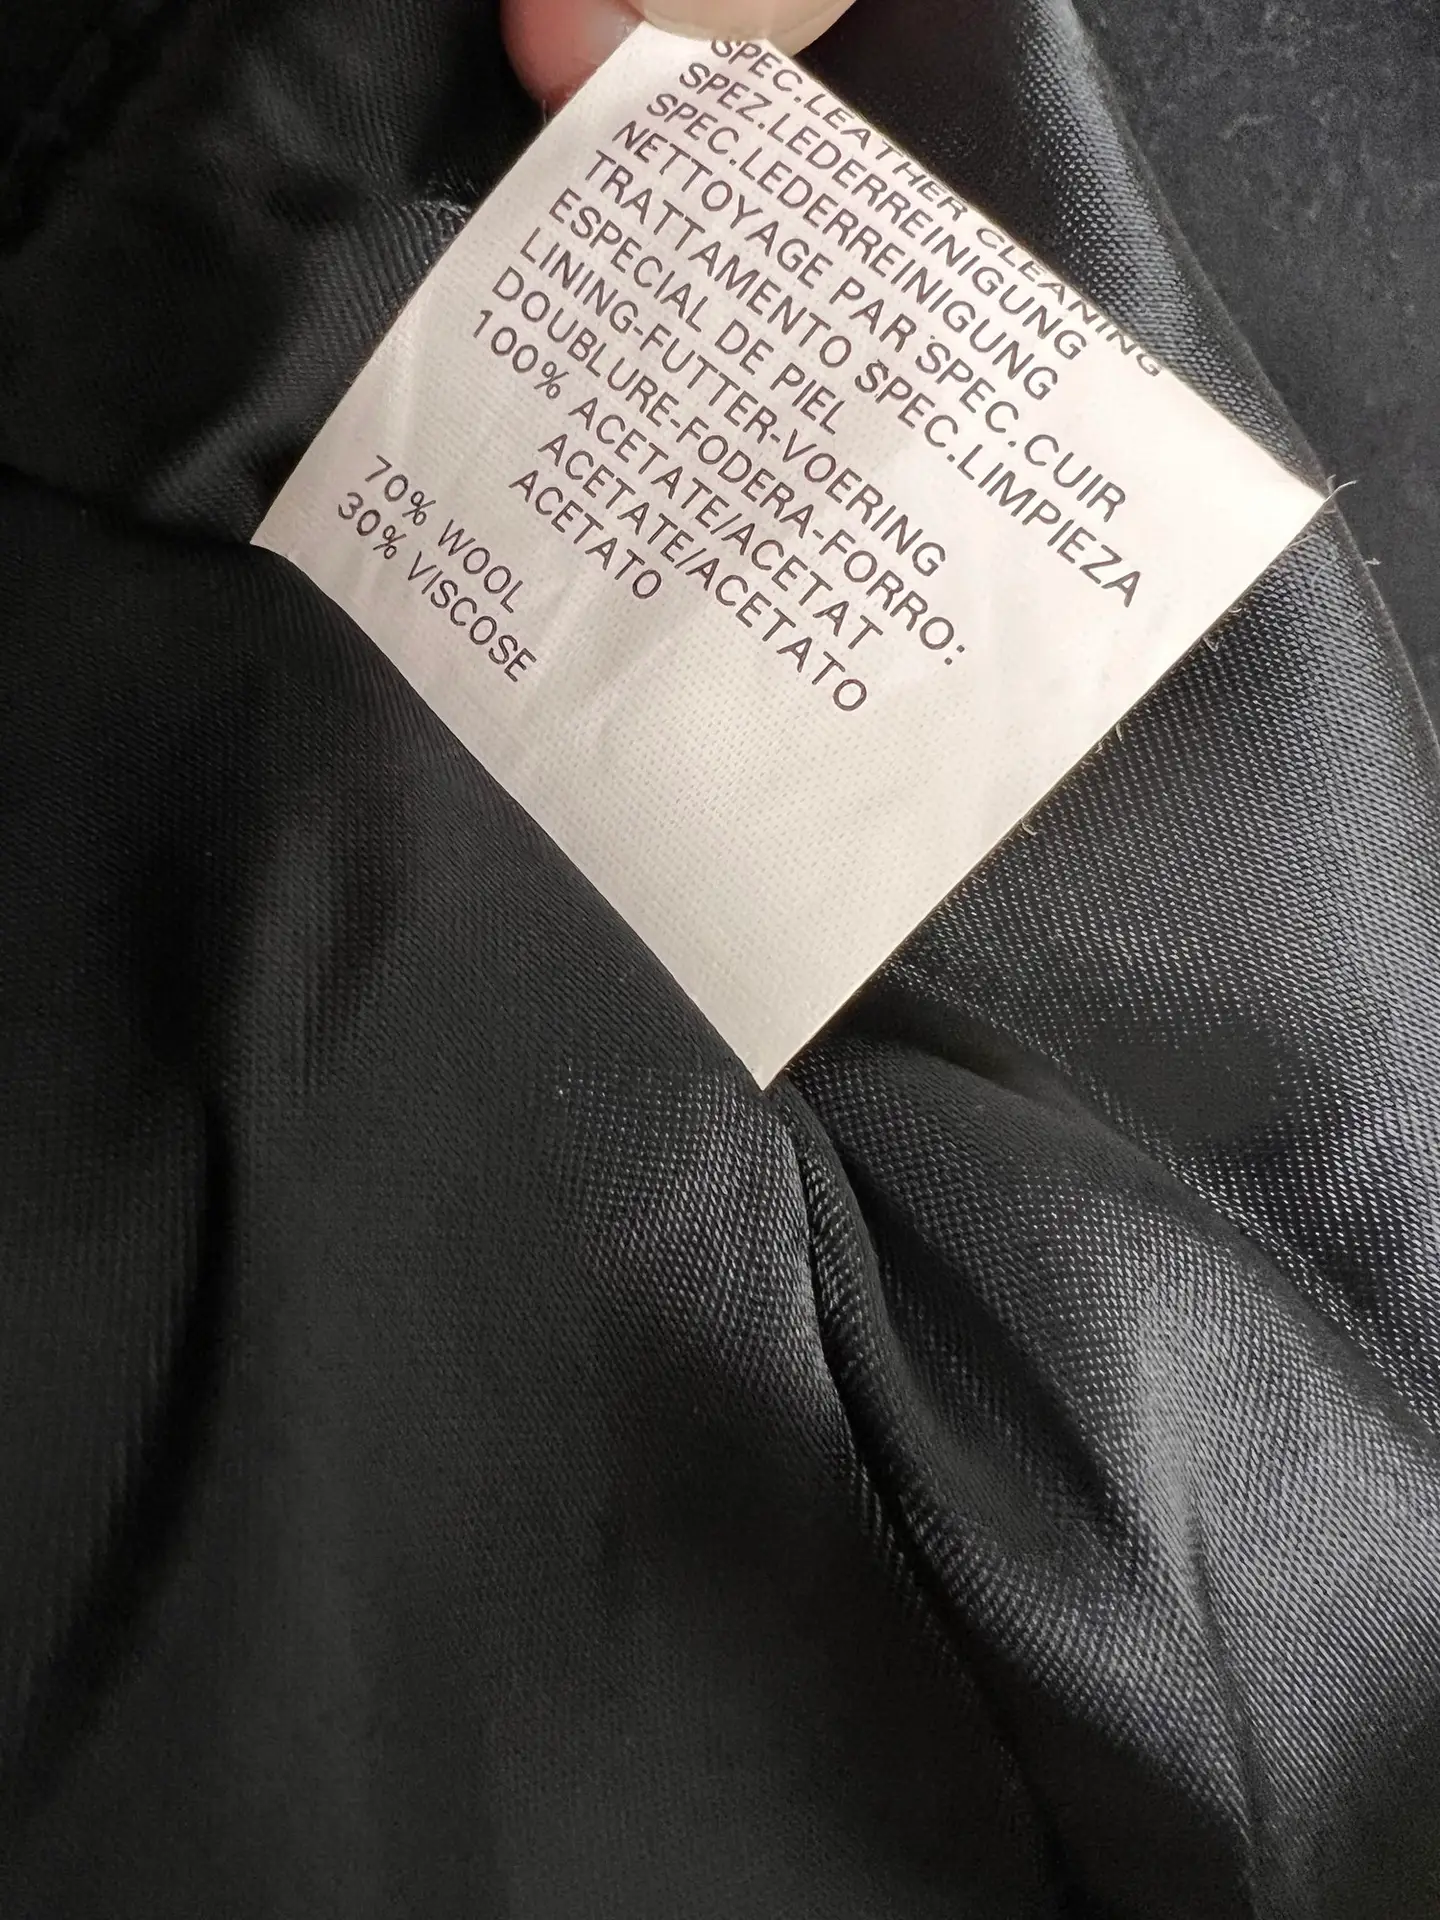 SPEC.LEATHER CLEANING
SPEZ.LEDERREINIGUNG
SPEC.LEDERREINIGUNG
NETTOYAGE PAR SPEC.CUIR
TRATTAMENTO SPEC.LIMPIEZA
ESPECIAL DE PIEL
LINING-FUTTER-VOERING
DOUBLURE-FODERA-FORRO:
100% ACETATE/ACETAT
ACETATE/ACETATO
ACETATO
70% WOOL
30% VISCOSE